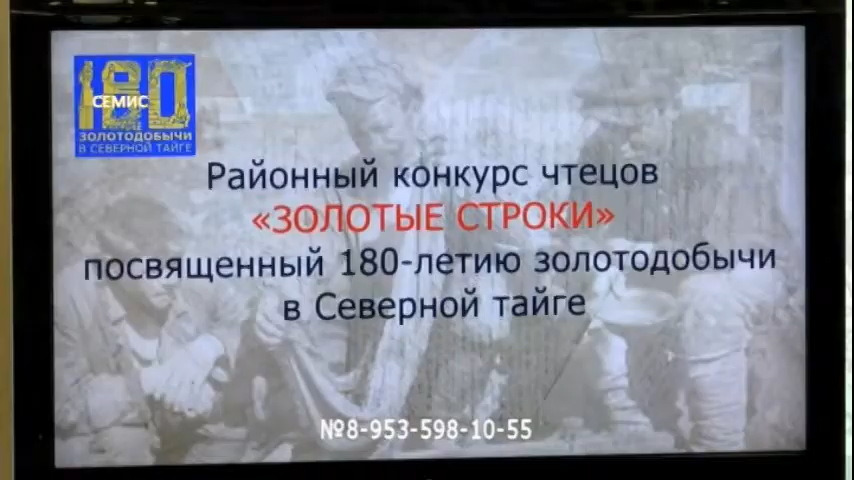 180
СЕМИС
ЗОЛОТОДОБЫЧИ
В СЕВЕРНОЙ ТАЙГЕ
Районный конкурс чтецов
«ЗОЛОТЫЕ СТРОКИ»
посвященный 180-летию золотодобычи
в Северной тайге
№8-953-598-10-55